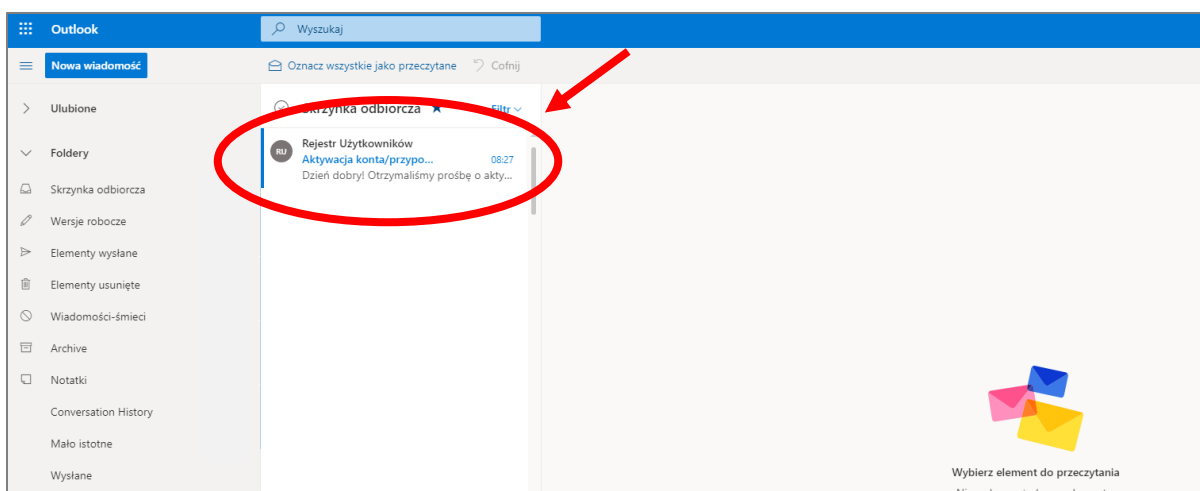 Outlook
Wyszukaj
Nowa wiadomość
Oznacz wszystkie jako przeczytane
Cofnij
Ulubione
Foldery
Skrzynka odbiorcza
Wersje robocze
Elementy wysłane
Elementy usunięte
Wiadomości-śmieci
Archive
Notatki
Conversation History
Mało istotne
Wysłane
Skrzynka odbiorcza ★ Filtr
RU
Rejestr Użytkowników
Aktywacja konta/przypo... 08:27
Dzień dobry! Otrzymaliśmy prośbę o akty...
Wybierz element do przeczytania